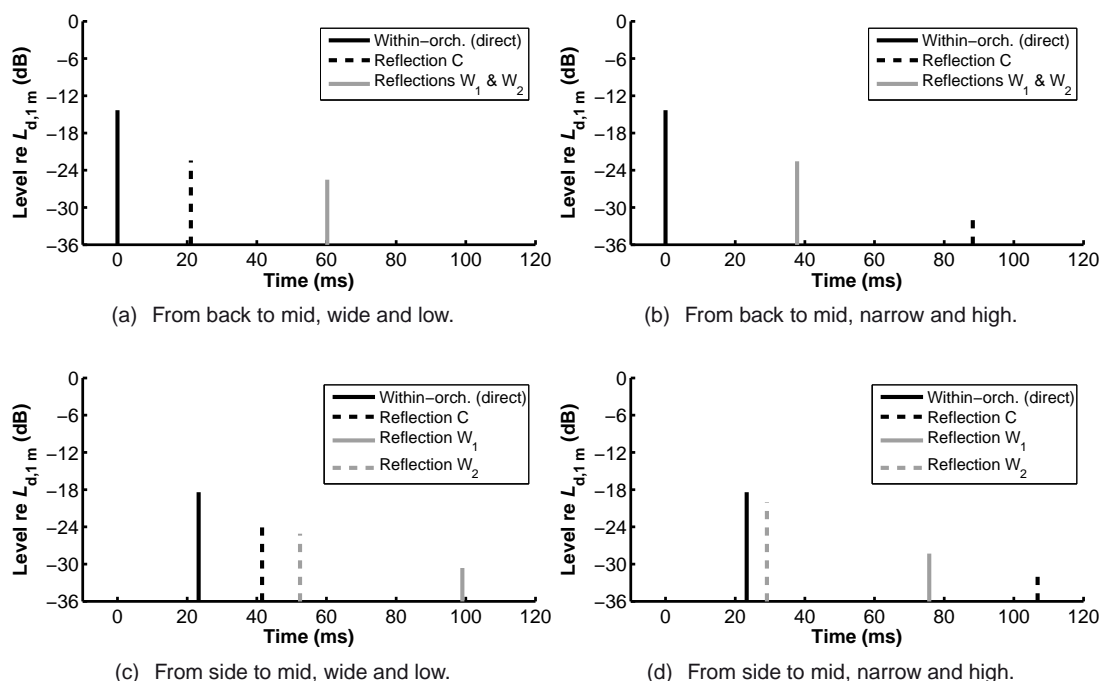 Level re L_d,1 m (dB)
0
−6
−12
−18
−24
−30
−36
Within−orch. (direct)
Reflection C
Reflections W_1 & W_2
0 20 40 60 80 100 120
Time (ms)
(a) From back to mid, wide and low.
Level re L_d,1 m (dB)
0
−6
−12
−18
−24
−30
−36
Within−orch. (direct)
Reflection C
Reflections W_1 & W_2
0 20 40 60 80 100 120
Time (ms)
(b) From back to mid, narrow and high.
Level re L_d,1 m (dB)
0
−6
−12
−18
−24
−30
−36
Within−orch. (direct)
Reflection C
Reflection W_1
Reflection W_2
0 20 40 60 80 100 120
Time (ms)
(c) From side to mid, wide and low.
Level re L_d,1 m (dB)
0
−6
−12
−18
−24
−30
−36
Within−orch. (direct)
Reflection C
Reflection W_1
Reflection W_2
0 20 40 60 80 100 120
Time (ms)
(d) From side to mid, narrow and high.